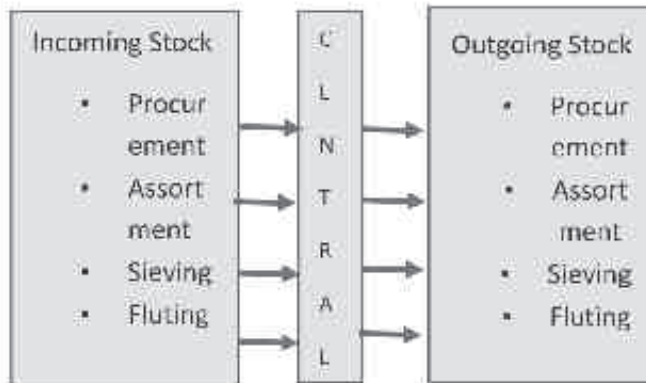 Incoming Stock
• Procur
ement
• Assort
ment
• Sieving
• Fluting
C
L
N
T
R
A
L
Outgoing Stock
• Procur
ement
• Assort
ment
• Sieving
• Fluting